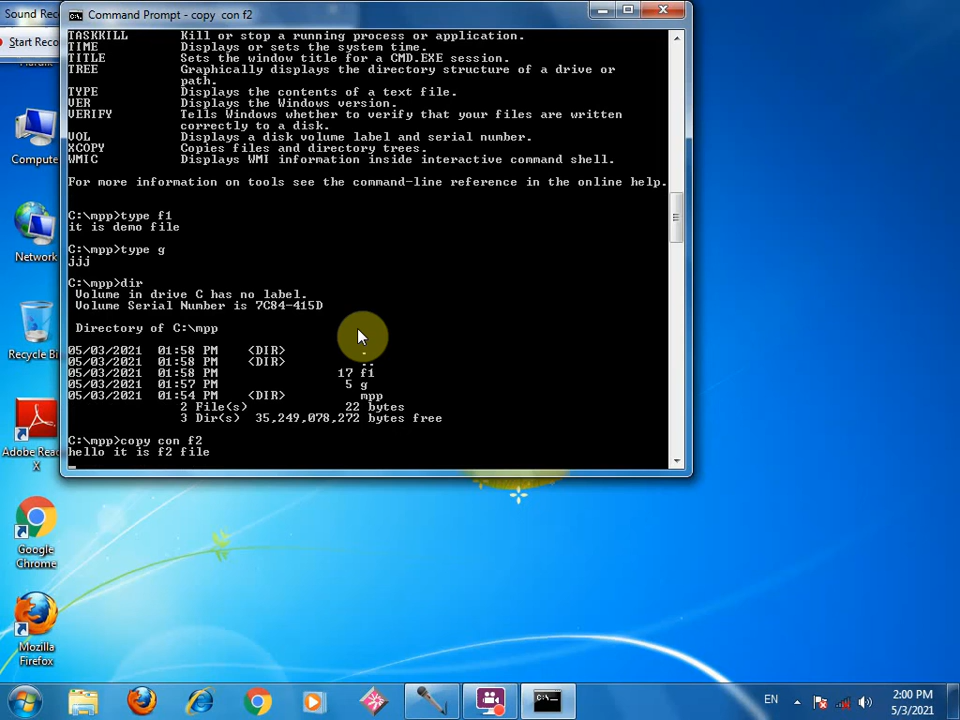 Sound Rec
Command Prompt - copy con f2
Start Reco
TASKKILL Kill or stop a running process or application.
TIME Displays or sets the system time.
TITLE Sets the window title for a CMD.EXE session.
TREE Graphically displays the directory structure of a drive or
path.
TYPE Displays the contents of a text file.
VER Displays the Windows version.
VERIFY Tells Windows whether to verify that your files are written
correctly to a disk.
VOL Displays a disk volume label and serial number.
XCOPY Copies files and directory trees.
WMIC Displays WMI information inside interactive command shell.
For more information on tools see the command-line reference in the online help.
C:\mpp>type f1
it is demo file
C:\mpp>type g
jjj
C:\mpp>dir
Volume in drive C has no label.
Volume Serial Number is 7C84-415D
Directory of C:\mpp
05/03/2021 01:58 PM <DIR> .
05/03/2021 01:58 PM <DIR> ..
05/03/2021 01:58 PM 17 f1
05/03/2021 01:57 PM 5 g
05/03/2021 01:54 PM <DIR> mpp
2 File(s) 22 bytes
3 Dir(s) 35,249,078,272 bytes free
C:\mpp>copy con f2
hello it is f2 file
Compute
Network
Recycle Bi
Adobe Reade
X
Google
Chrome
Mozilla
Firefox
C:\_
EN
2:00 PM
5/3/2021